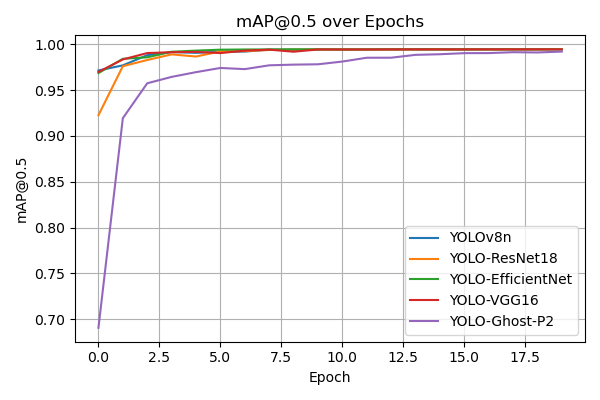 mAP@0.5 over Epochs
mAP@0.5
1.00
0.95
0.90
0.85
0.80
0.75
0.70
YOLOv8n
YOLO-ResNet18
YOLO-EfficientNet
YOLO-VGG16
YOLO-Ghost-P2
0.0 2.5 5.0 7.5 10.0 12.5 15.0 17.5
Epoch